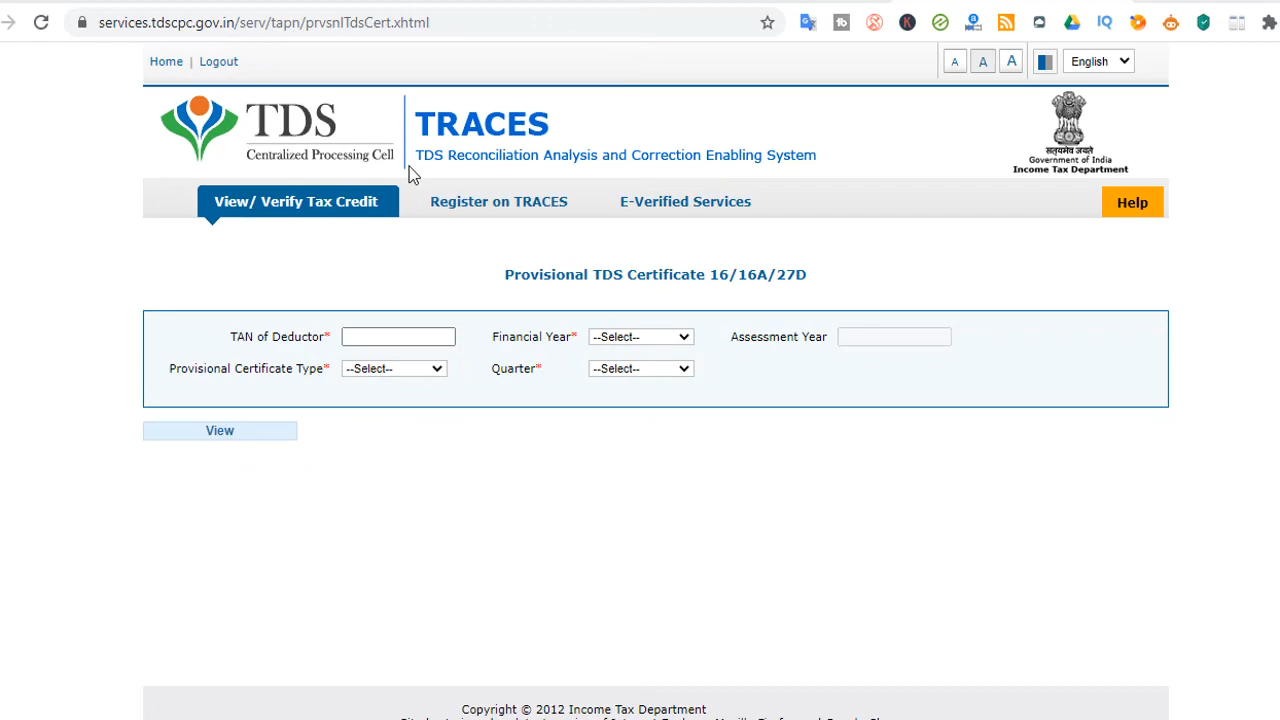 services.tdscpc.gov.in/serv/tapn/prvsnlTdsCert.xhtml
Home | Logout
A A A English
TDS
Centralized Processing Cell
TRACES
TDS Reconciliation Analysis and Correction Enabling System
सत्यमेव जयते
Government of India
Income Tax Department
View/ Verify Tax Credit Register on TRACES E-Verified Services Help
Provisional TDS Certificate 16/16A/27D
TAN of Deductor* Financial Year* --Select-- Assessment Year
Provisional Certificate Type* --Select-- Quarter* --Select--
View
Copyright © 2012 Income Tax Department